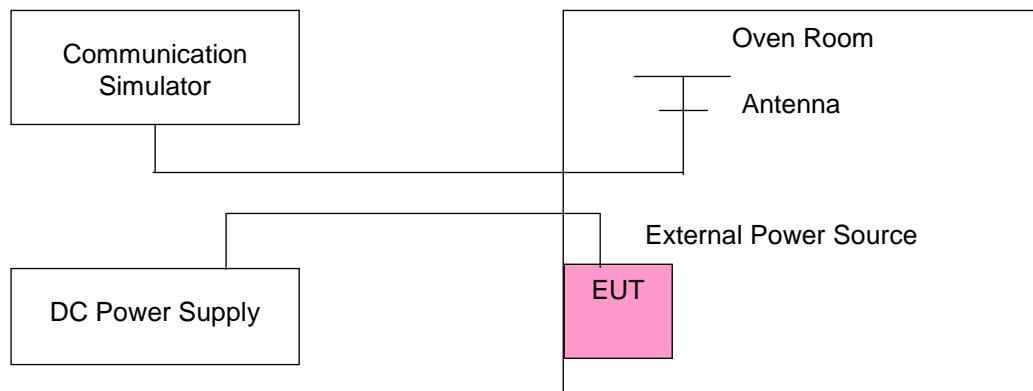 Communication
Simulator
Oven Room
Antenna
External Power Source
DC Power Supply
EUT